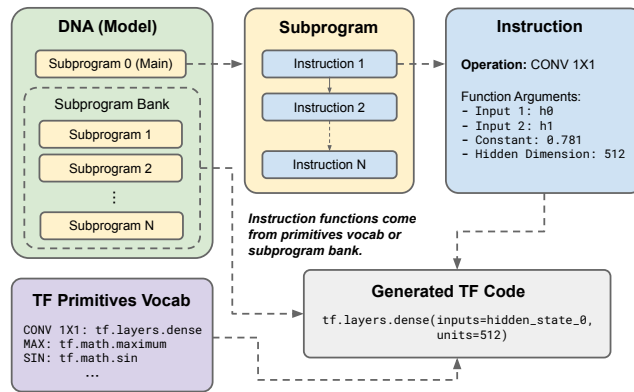 DNA (Model)
Subprogram 0 (Main)
Subprogram Bank
Subprogram 1
Subprogram 2
⋮
Subprogram N
Subprogram
Instruction 1
Instruction 2
Instruction N
Instruction
Operation: CONV 1X1
Function Arguments:
- Input 1: h0
- Input 2: h1
- Constant: 0.781
- Hidden Dimension: 512
Instruction functions come
from primitives vocab or
subprogram bank.
TF Primitives Vocab
CONV 1X1: tf.layers.dense
MAX: tf.math.maximum
SIN: tf.math.sin
...
Generated TF Code
tf.layers.dense(inputs=hidden_state_0,
units=512)